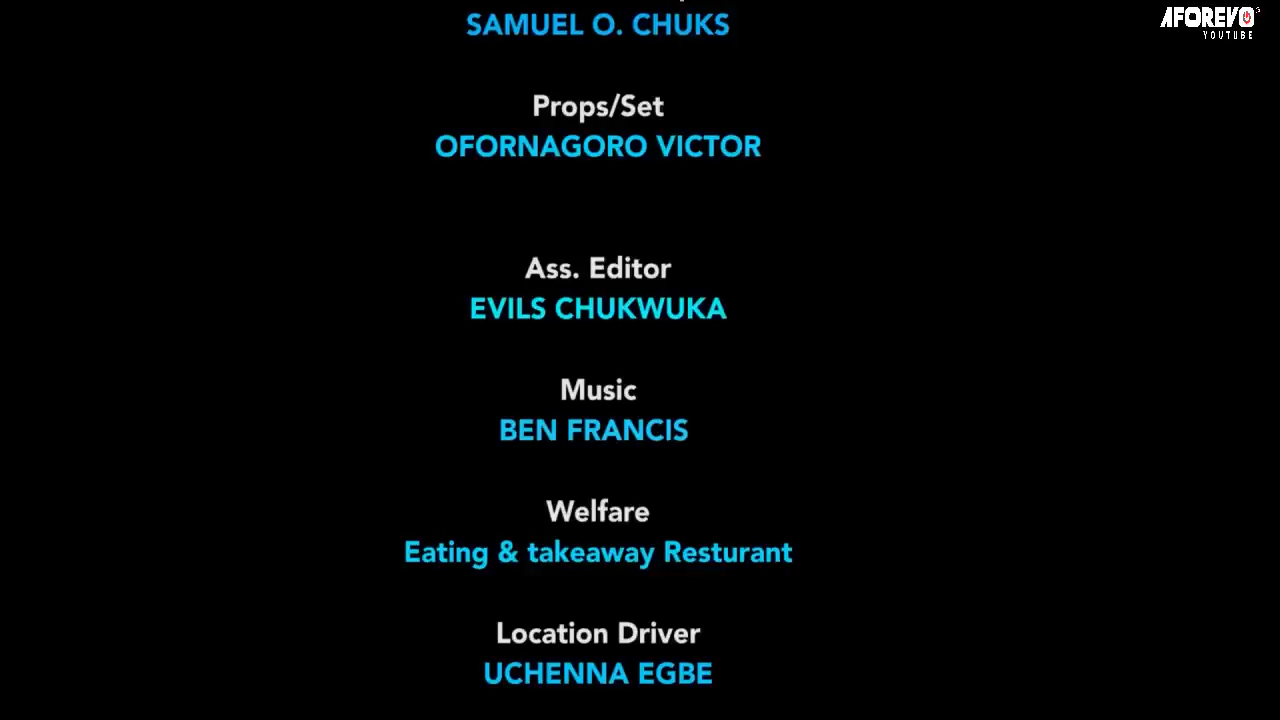 SAMUEL O. CHUKS
AFOREVO
YOUTUBE
Props/Set
OFORNAGORO VICTOR
Ass. Editor
EVILS CHUKWUKA
Music
BEN FRANCIS
Welfare
Eating & takeaway Resturant
Location Driver
UCHENNA EGBE